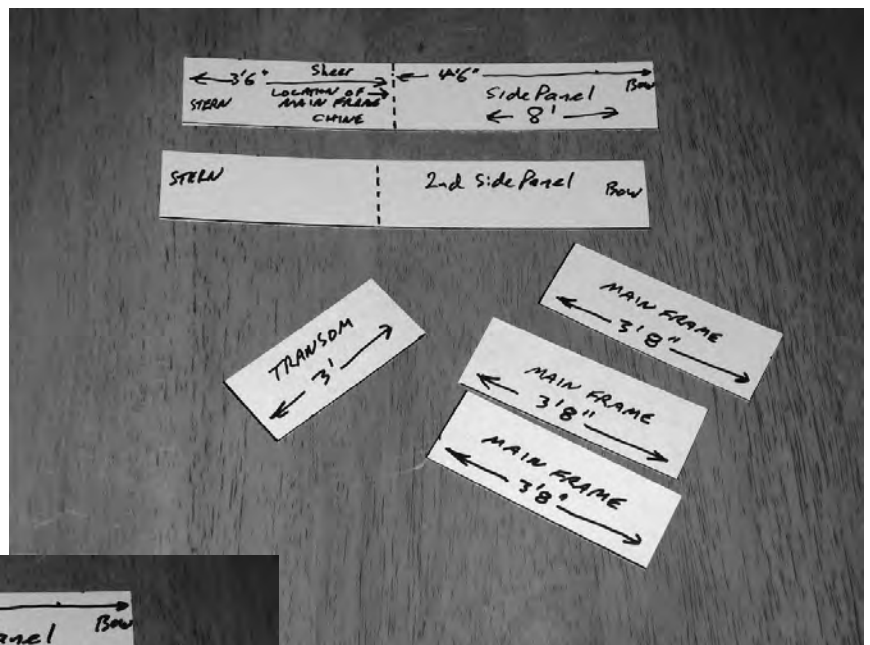 3'6" Sheer 4'6" Bow
STERN LOCATION OF MAIN FRAME Side Panel
CHINE 8'
STERN 2nd Side Panel Bow
TRANSOM
3'
MAIN FRAME
3'8"
MAIN FRAME
3'8"
MAIN FRAME
3'8"
Bow